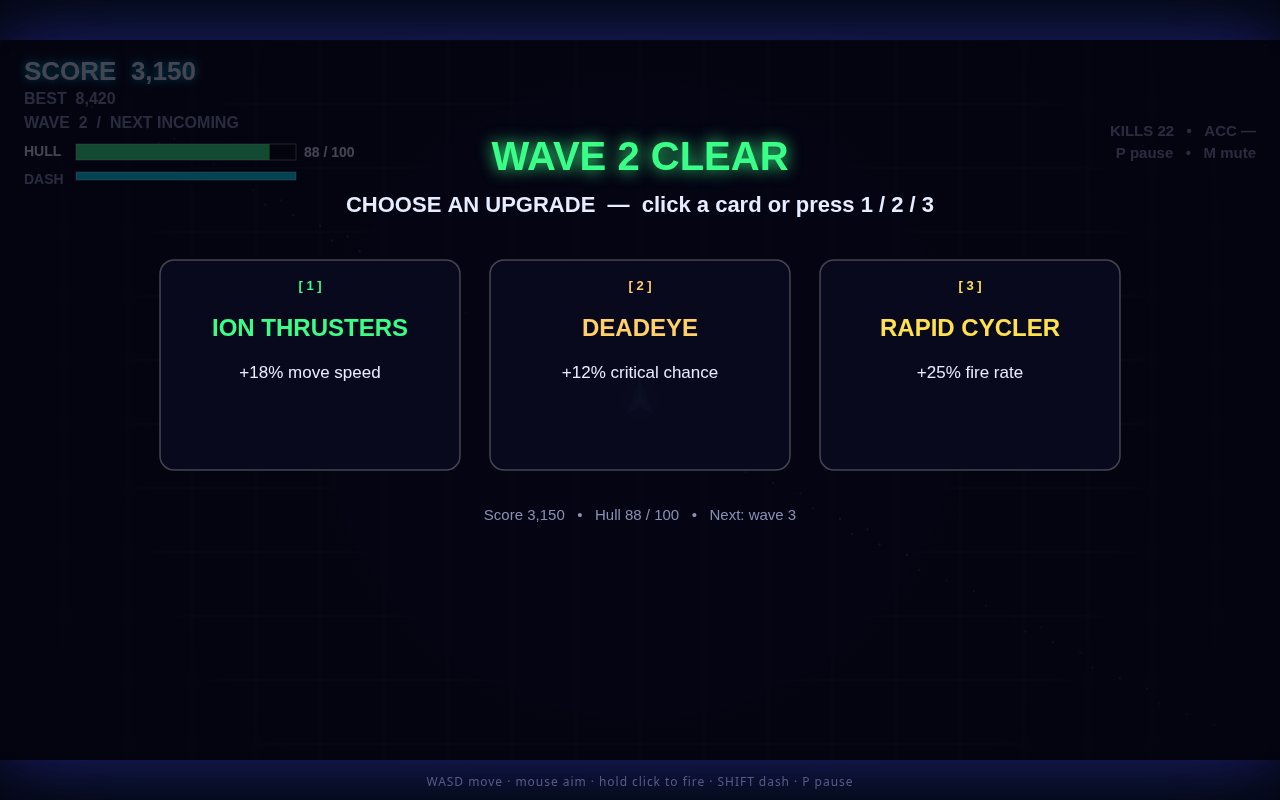 SCORE 3,150
BEST 8,420
WAVE 2 / NEXT INCOMING
HULL 88 / 100
DASH
KILLS 22 • ACC —
P pause • M mute
WAVE 2 CLEAR
CHOOSE AN UPGRADE — click a card or press 1 / 2 / 3
[ 1 ]
ION THRUSTERS
+18% move speed
[ 2 ]
DEADEYE
+12% critical chance
[ 3 ]
RAPID CYCLER
+25% fire rate
Score 3,150 • Hull 88 / 100 • Next: wave 3
WASD move · mouse aim · hold click to fire · SHIFT dash · P pause